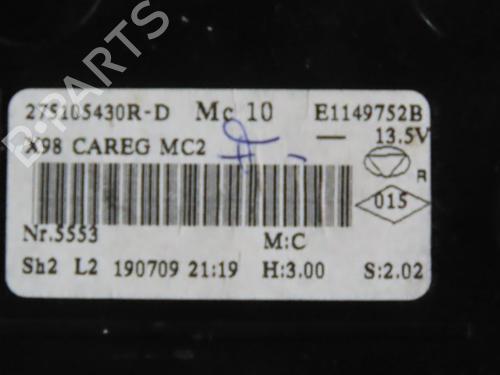 275105430R-D Mc 10 E1149752B
— 13.5V
X98 CAREG MC2
R
015
Nr.5553 M:C
Sh2 L2 190709 21:19 H:3.00 S:2.02
B-PARTS